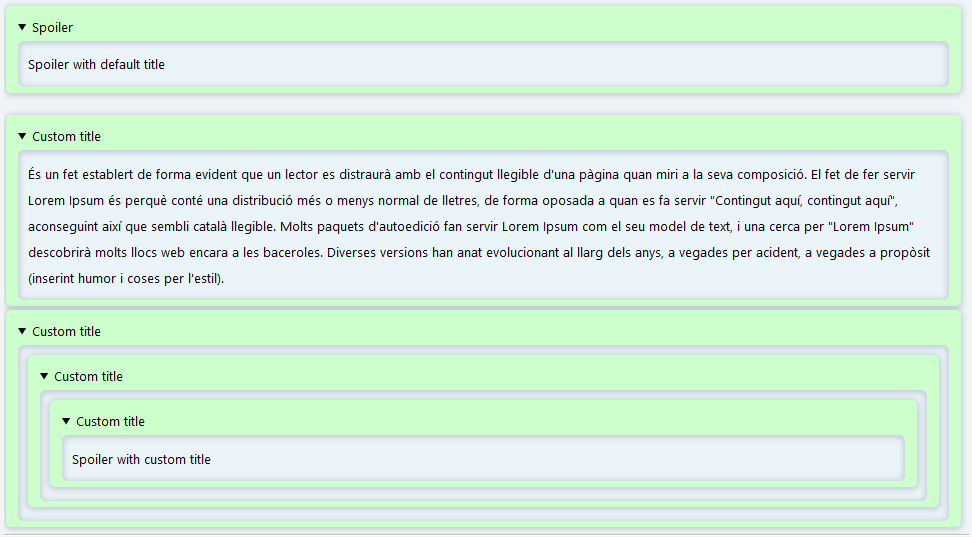 Spoiler
Spoiler with default title
Custom title
És un fet establert de forma evident que un lector es distraurà amb el contingut llegible d'una pàgina quan miri a la seva composició. El fet de fer servir
Lorem Ipsum és perquè conté una distribució més o menys normal de lletres, de forma oposada a quan es fa servir "Contingut aquí, contingut aquí",
aconseguint així que sembli català llegible. Molts paquets d'autoedició fan servir Lorem Ipsum com el seu model de text, i una cerca per "Lorem Ipsum"
descobrirà molts llocs web encara a les baceroles. Diverses versions han anat evolucionant al llarg dels anys, a vegades per acident, a vegades a propòsit
(inserint humor i coses per l'estil).
Custom title
Custom title
Custom title
Spoiler with custom title